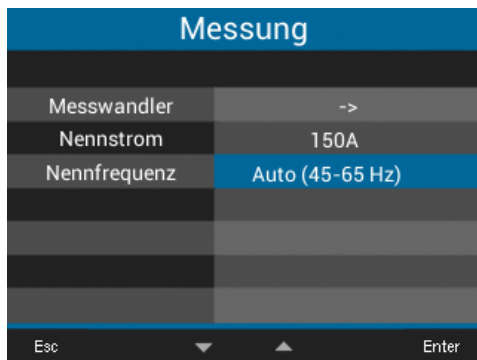 Messung
Messwandler ->
Nennstrom 150A
Nennfrequenz Auto (45-65 Hz)
Esc Enter